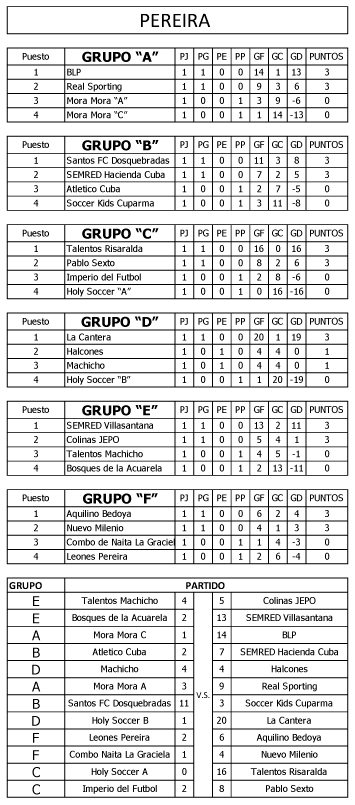 PEREIRA
Puesto GRUPO "A" PJ PG PE PP GF GC GD PUNTOS
1 BLP 1 1 0 0 14 1 13 3
2 Real Sporting 1 1 0 0 9 3 6 3
3 Mora Mora "A" 1 0 0 1 3 9 -6 0
4 Mora Mora "C" 1 0 0 1 1 14 -13 0
Puesto GRUPO "B" PJ PG PE PP GF GC GD PUNTOS
1 Santos FC Dosquebradas 1 1 0 0 11 3 8 3
2 SEMRED Hacienda Cuba 1 1 0 0 7 2 5 3
3 Atletico Cuba 1 0 0 1 2 7 -5 0
4 Soccer Kids Cuparma 1 0 0 1 3 11 -8 0
Puesto GRUPO "C" PJ PG PE PP GF GC GD PUNTOS
1 Talentos Risaralda 1 1 0 0 16 0 16 3
2 Pablo Sexto 1 1 0 0 8 2 6 3
3 Imperio del Futbol 1 0 0 1 2 8 -6 0
4 Holy Soccer "A" 1 0 0 1 0 16 -16 0
Puesto GRUPO "D" PJ PG PE PP GF GC GD PUNTOS
1 La Cantera 1 1 0 0 20 1 19 3
2 Halcones 1 0 1 0 4 4 0 1
3 Machicho 1 0 1 0 4 4 0 1
4 Holy Soccer "B" 1 0 0 1 1 20 -19 0
Puesto GRUPO "E" PJ PG PE PP GF GC GD PUNTOS
1 SEMRED Villasantana 1 1 0 0 13 2 11 3
2 Colinas JEPO 1 1 0 0 5 4 1 3
3 Talentos Machicho 1 0 0 1 4 5 -1 0
4 Bosques de la Acuarela 1 0 0 1 2 13 -11 0
Puesto GRUPO "F" PJ PG PE PP GF GC GD PUNTOS
1 Aquilino Bedoya 1 1 0 0 6 2 4 3
2 Nuevo Milenio 1 1 0 0 4 1 3 3
3 Combo de Naita La Graciel 1 0 0 1 1 4 -3 0
4 Leones Pereira 1 0 0 1 2 6 -4 0
GRUPO PARTIDO
E Talentos Machicho 4 5 Colinas JEPO
E Bosques de la Acuarela 2 13 SEMRED Villasantana
A Mora Mora C 1 14 BLP
B Atletico Cuba 2 7 SEMRED Hacienda Cuba
D Machicho 4 4 Halcones
A Mora Mora A 3 9 Real Sporting
V.S.
B Santos FC Dosquebradas 11 3 Soccer Kids Cuparma
D Holy Soccer B 1 20 La Cantera
F Leones Pereira 2 6 Aquilino Bedoya
F Combo Naita La Graciela 1 4 Nuevo Milenio
C Holy Soccer A 0 16 Talentos Risaralda
C Imperio del Futbol 2 8 Pablo Sexto